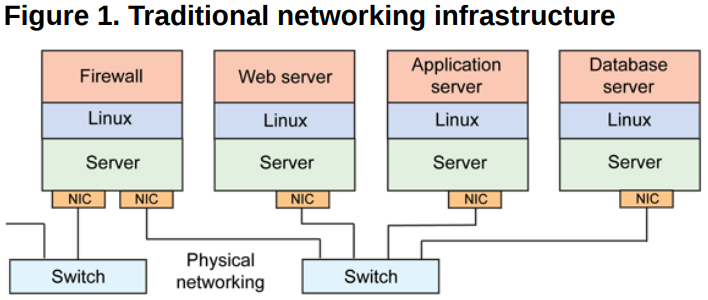 Figure 1. Traditional networking infrastructure
Firewall
Web server
Application
server
Database
server
Linux
Linux
Linux
Linux
Server
Server
Server
Server
NIC
NIC
NIC
NIC
NIC
Switch
Physical
networking
Switch